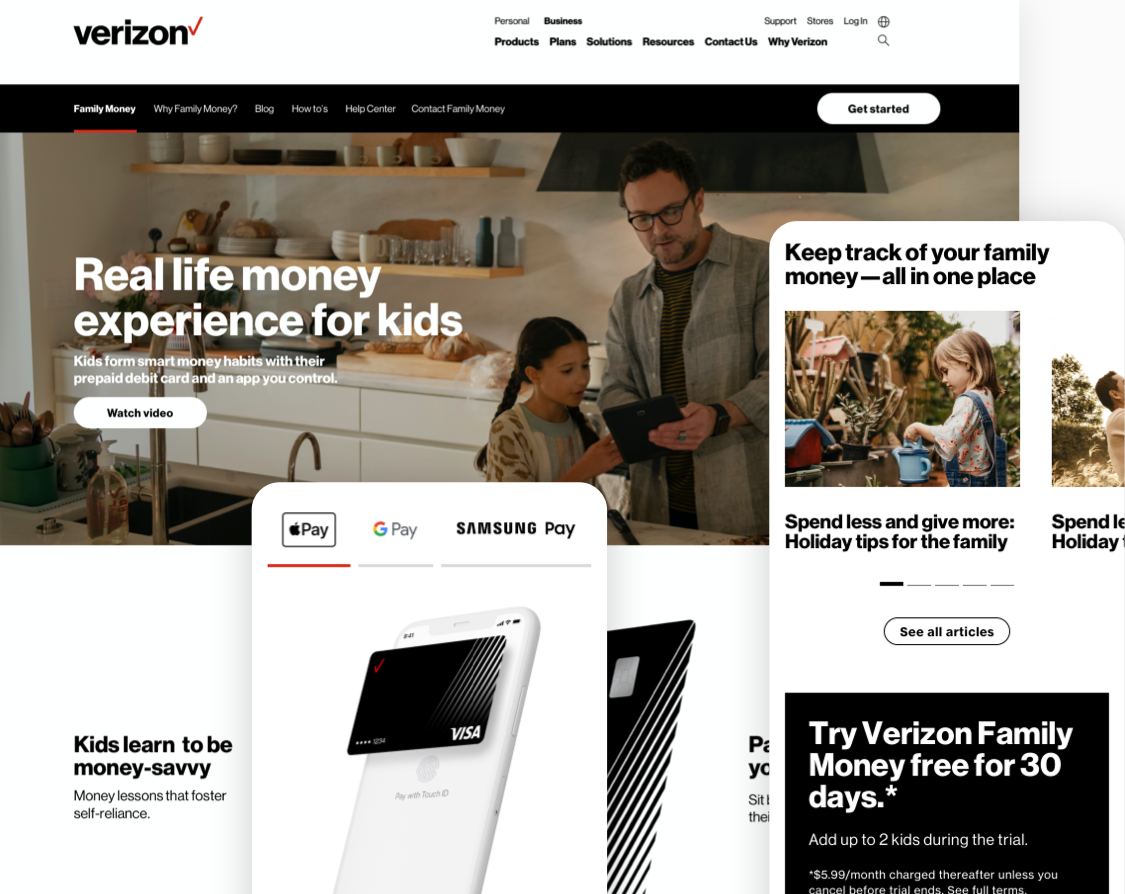 verizon
Personal Business
Support Stores Log In
Products Plans Solutions Resources Contact Us Why Verizon
Family Money Why Family Money? Blog How to's Help Center Contact Family Money
Get started
Real life money
experience for kids
Kids form smart money habits with their
prepaid debit card and an app you control.
Watch video
Keep track of your family
money—all in one place
Spend less and give more:
Holiday tips for the family
Spend le
Holiday t
See all articles
Pay
G Pay
SAMSUNG Pay
9:41
VISA
•••• 1234
Pay with Touch ID
Kids learn to be
money-savvy
Money lessons that foster
self-reliance.
Pa
yo
Sit b
thei
Try Verizon Family
Money free for 30
days.*
Add up to 2 kids during the trial.
*$5.99/month charged thereafter unless you
cancel before trial ends. See full terms.